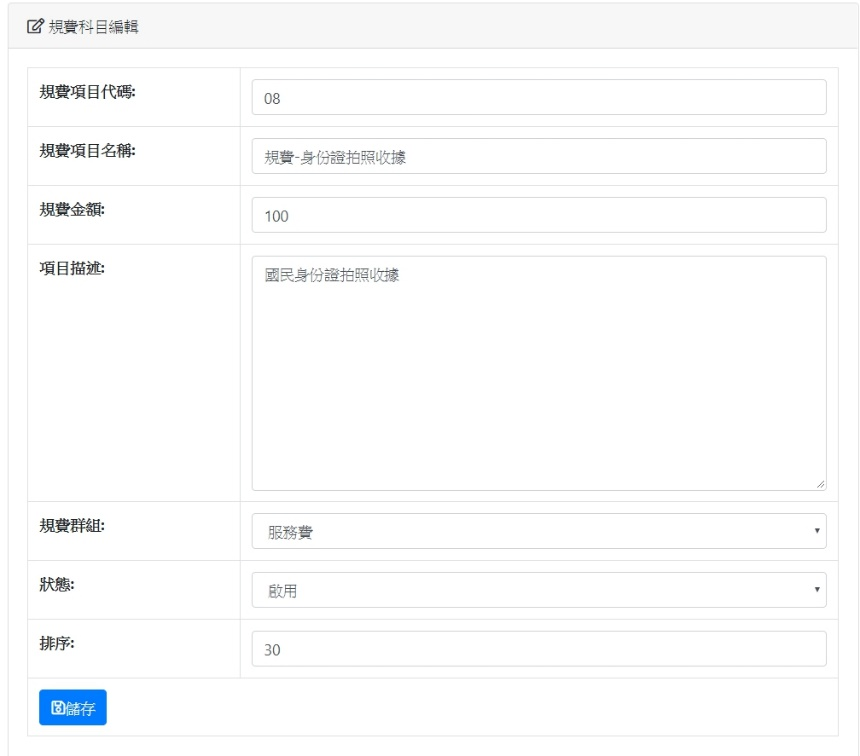 規費科目編輯
規費項目代碼:
08
規費項目名稱:
規費-身份證拍照收據
規費金額:
100
項目描述:
國民身份證拍照收據
規費群組:
服務費
狀態:
啟用
排序:
30
儲存